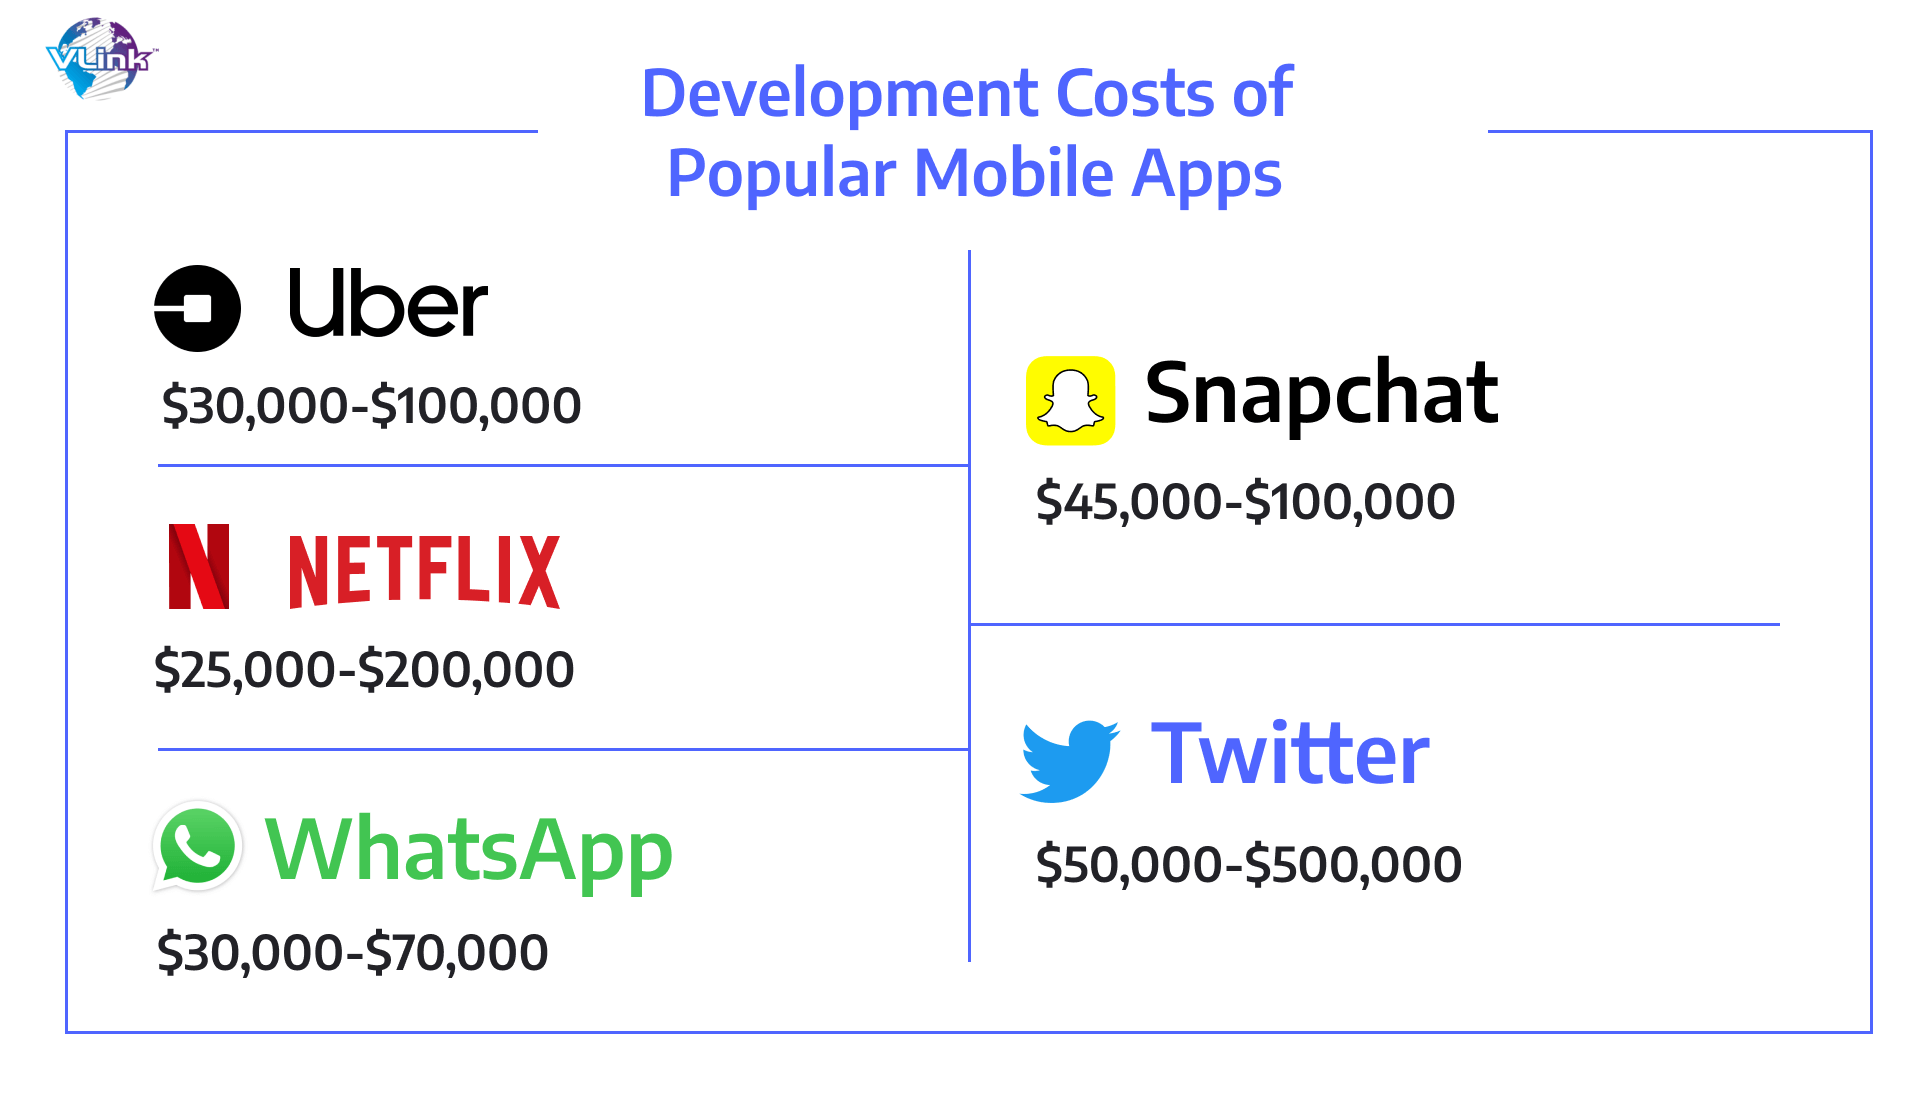 VLink™
Development Costs of
Popular Mobile Apps
Uber
$30,000-$100,000
NETFLIX
$25,000-$200,000
WhatsApp
$30,000-$70,000
Snapchat
$45,000-$100,000
Twitter
$50,000-$500,000